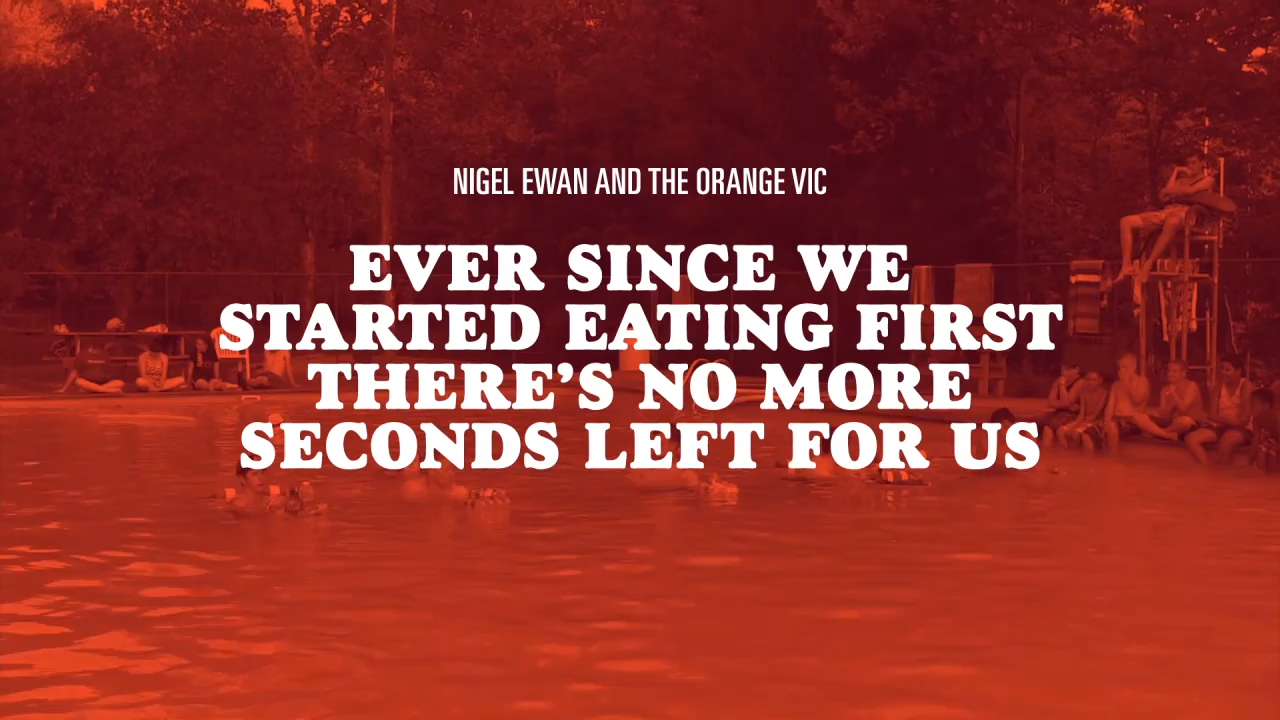 NIGEL EWAN AND THE ORANGE VIC
EVER SINCE WE
STARTED EATING FIRST
THERE’S NO MORE
SECONDS LEFT FOR US